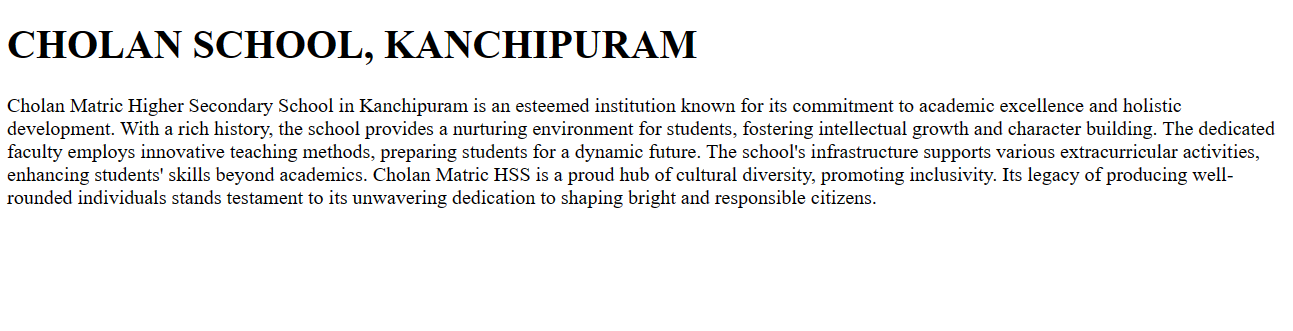 CHOLAN SCHOOL, KANCHIPURAM
Cholan Matric Higher Secondary School in Kanchipuram is an esteemed institution known for its commitment to academic excellence and holistic
development. With a rich history, the school provides a nurturing environment for students, fostering intellectual growth and character building. The dedicated
faculty employs innovative teaching methods, preparing students for a dynamic future. The school's infrastructure supports various extracurricular activities,
enhancing students' skills beyond academics. Cholan Matric HSS is a proud hub of cultural diversity, promoting inclusivity. Its legacy of producing well-
rounded individuals stands testament to its unwavering dedication to shaping bright and responsible citizens.